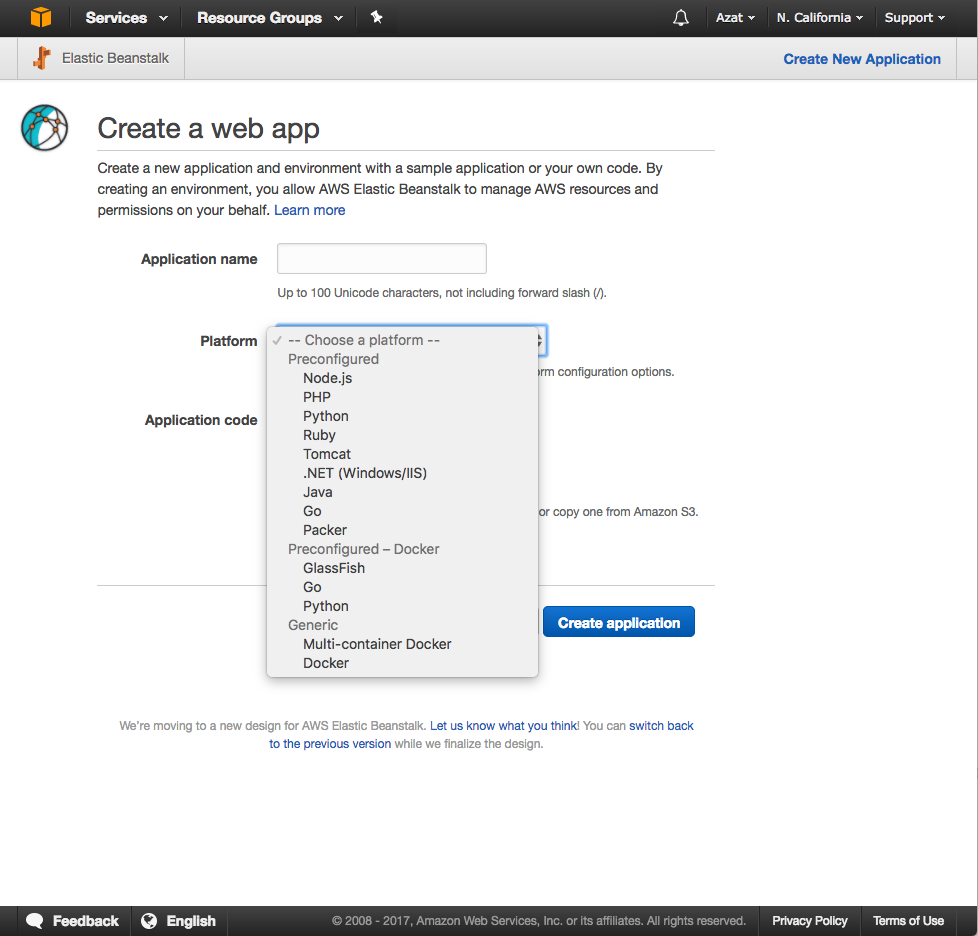 Services Resource Groups Azat N. California Support
Elastic Beanstalk Create New Application
Create a web app
Create a new application and environment with a sample application or your own code. By
creating an environment, you allow AWS Elastic Beanstalk to manage AWS resources and
permissions on your behalf. Learn more
Application name
Up to 100 Unicode characters, not including forward slash (/).
Platform
✓ -- Choose a platform --
Preconfigured
configuration options.
Node.js
PHP
Python
Application code
Ruby
Tomcat
.NET (Windows/IIS)
Java
Go
or copy one from Amazon S3.
Packer
Preconfigured – Docker
GlassFish
Go
Python
Generic
Create application
Multi-container Docker
Docker
We're moving to a new design for AWS Elastic Beanstalk. Let us know what you think! You can switch back
to the previous version while we finalize the design.
Feedback English © 2008 - 2017, Amazon Web Services, Inc. or its affiliates. All rights reserved. Privacy Policy Terms of Use